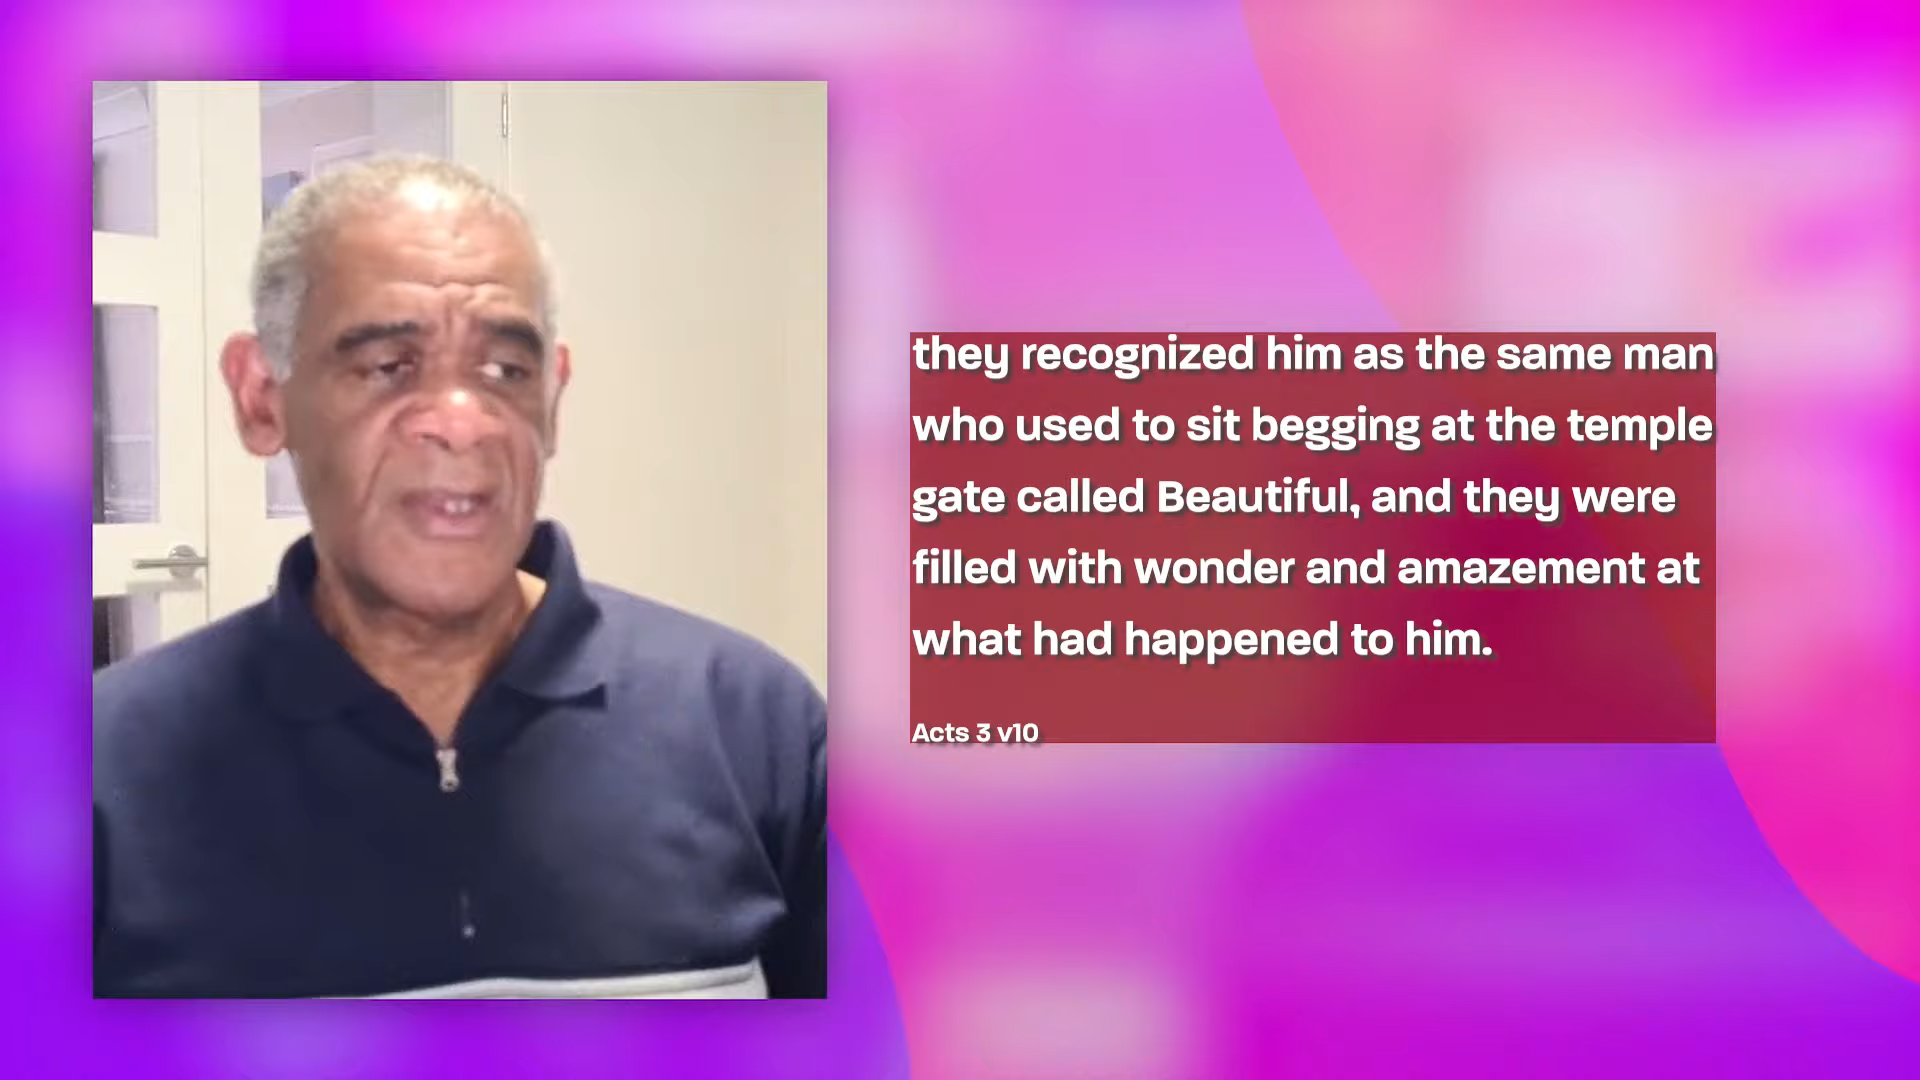 they recognized him as the same man
who used to sit begging at the temple
gate called Beautiful, and they were
filled with wonder and amazement at
what had happened to him.
Acts 3 v10